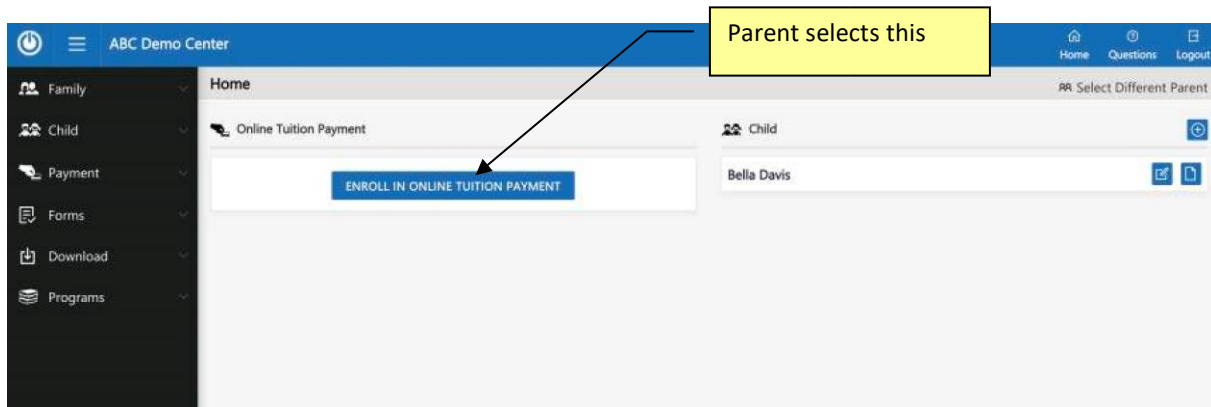 Parent selects this
ABC Demo Center
Home
Questions
Logout
Family
Child
Payment
Forms
Download
Programs
Home
Select Different Parent
Online Tuition Payment
ENROLL IN ONLINE TUITION PAYMENT
Child
Bella Davis